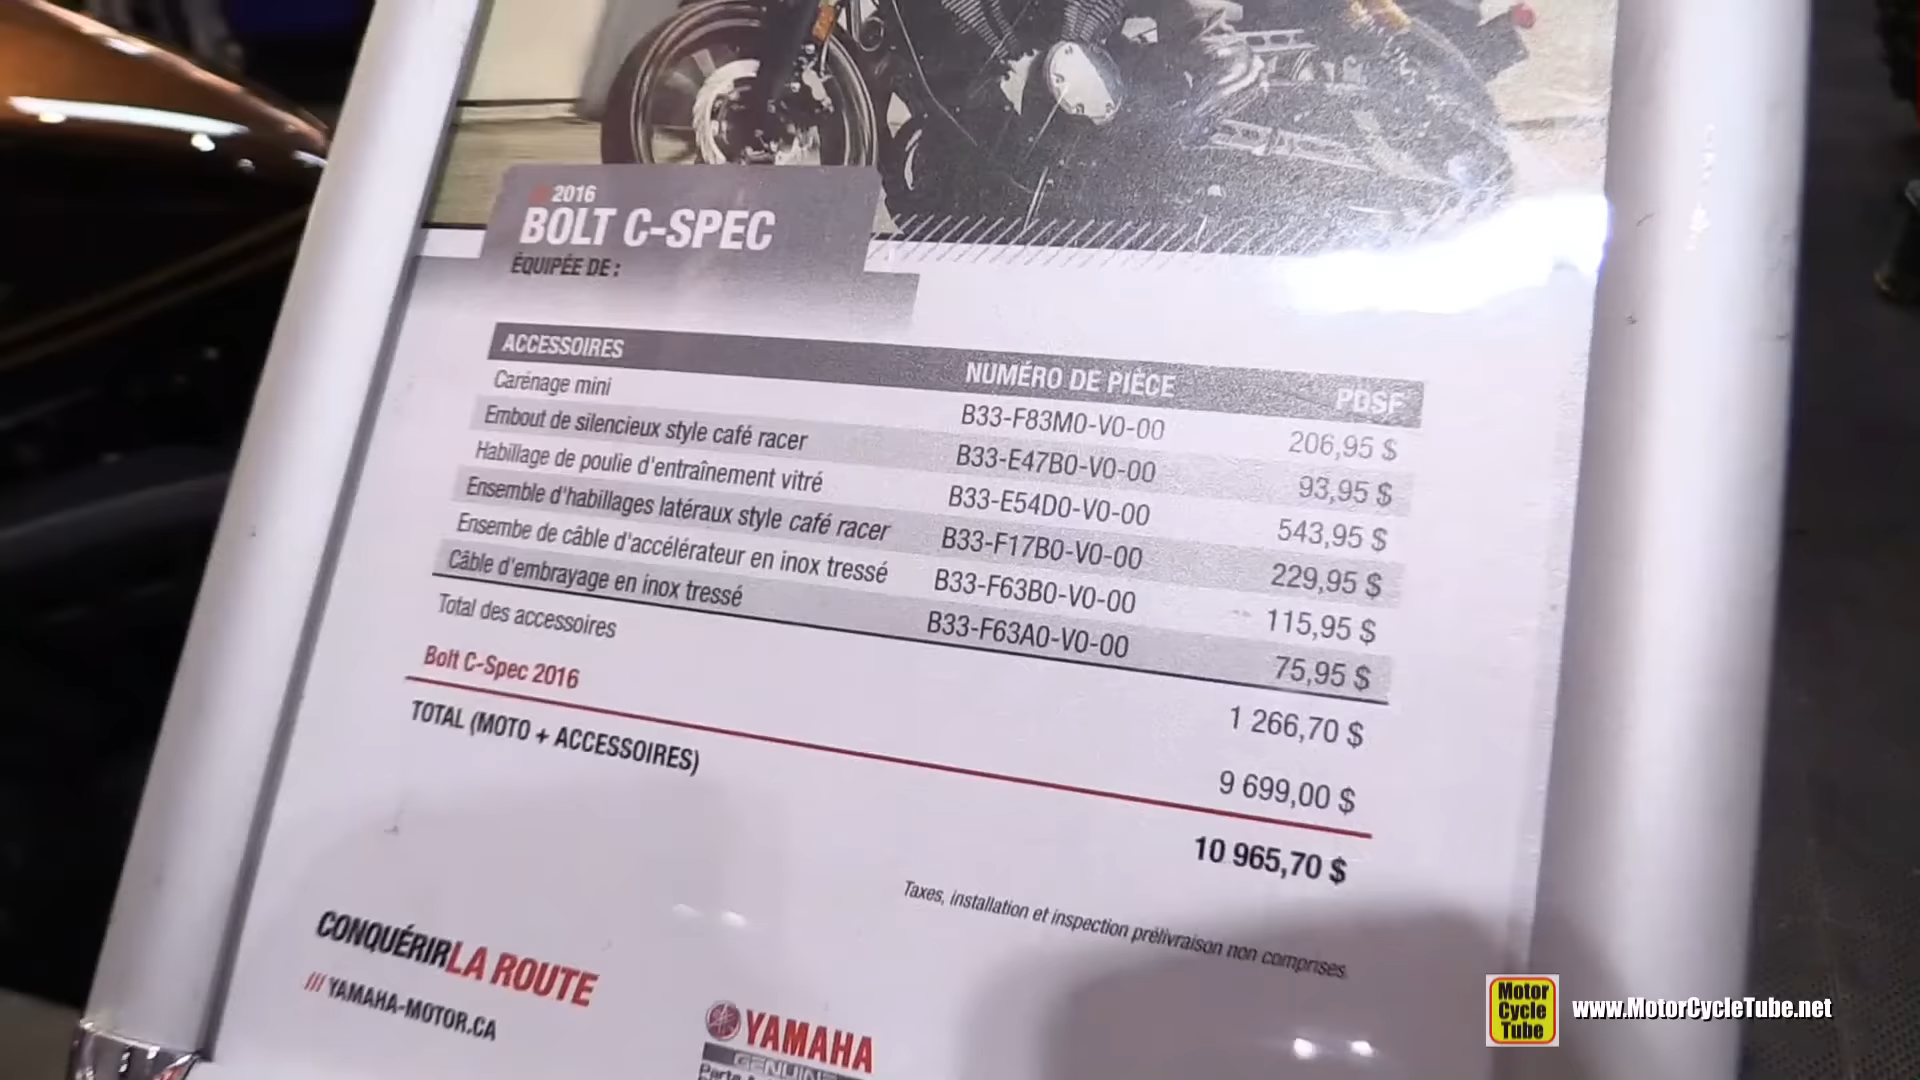 2016
BOLT C-SPEC
ÉQUIPÉE DE :
ACCESSOIRES NUMÉRO DE PIÈCE PDSF
Carénage mini B33-F83M0-V0-00 206,95 $
Embout de silencieux style café racer B33-E47B0-V0-00 93,95 $
Habillage de poulie d'entraînement vitré B33-E54D0-V0-00 543,95 $
Ensemble d'habillages latéraux style café racer B33-F17B0-V0-00 229,95 $
Ensembe de câble d'accélérateur en inox tressé B33-F63B0-V0-00 115,95 $
Câble d'embrayage en inox tressé B33-F63A0-V0-00 75,95 $
Total des accessoires 1 266,70 $
Bolt C-Spec 2016 9 699,00 $
TOTAL (MOTO + ACCESSOIRES) 10 965,70 $
Taxes, installation et inspection prélivraison non comprises.
CONQUÉRIR LA ROUTE
/// YAMAHA-MOTOR.CA
YAMAHA
GENUINE
Parts
Motor
Cycle
Tube
www.MotorCycleTube.net